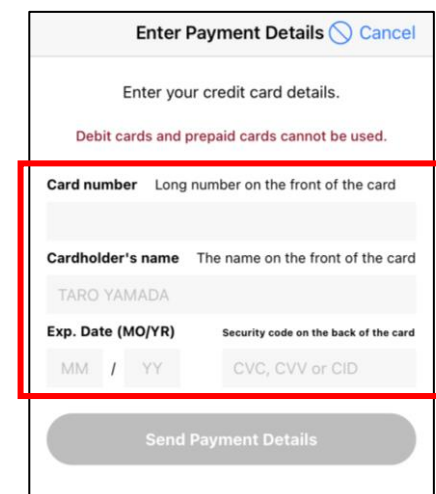 Enter Payment Details Cancel
Enter your credit card details.
Debit cards and prepaid cards cannot be used.
Card number Long number on the front of the card
Cardholder's name The name on the front of the card
TARO YAMADA
Exp. Date (MO/YR) Security code on the back of the card
MM / YY CVC, CVV or CID
Send Payment Details